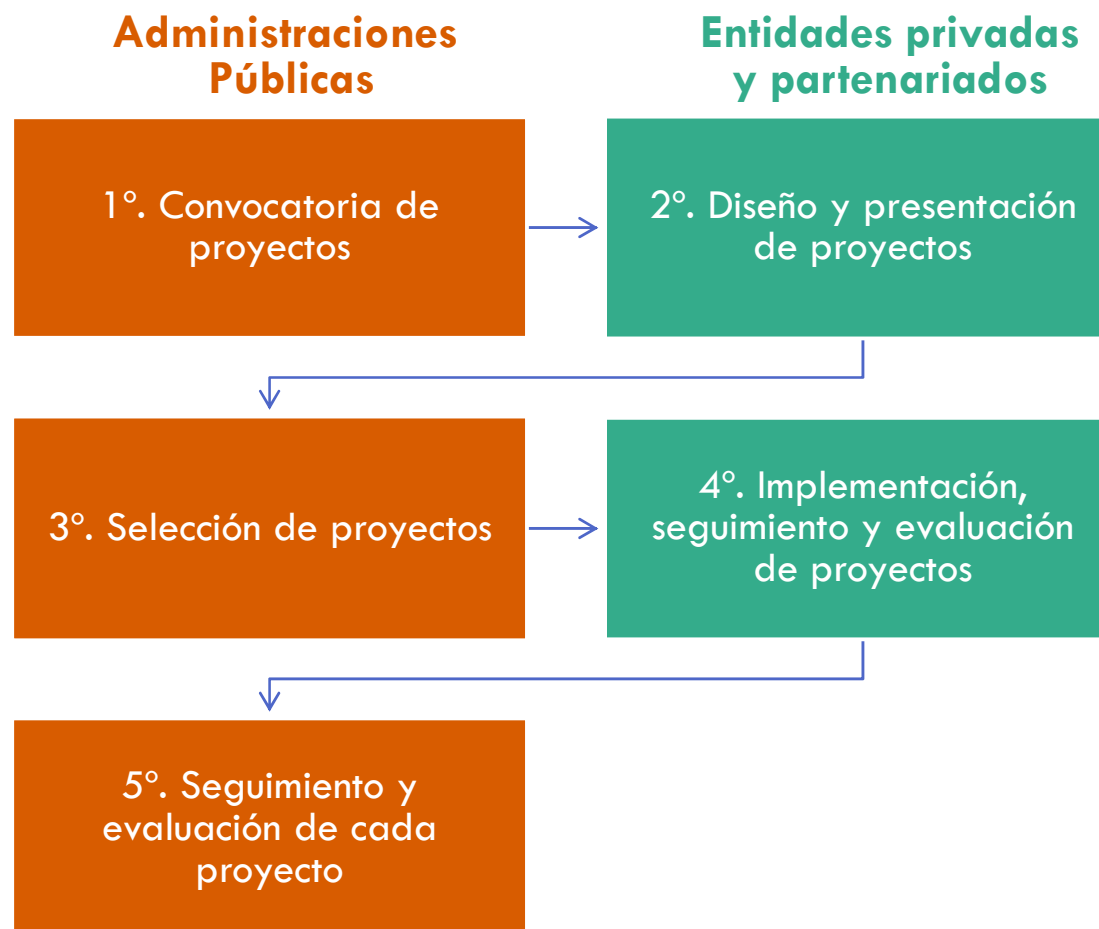 Administraciones
Públicas
Entidades privadas
y partenariados
1º. Convocatoria de
proyectos
2º. Diseño y presentación
de proyectos
3º. Selección de proyectos
4º. Implementación,
seguimiento y evaluación
de proyectos
5º. Seguimiento y
evaluación de cada
proyecto